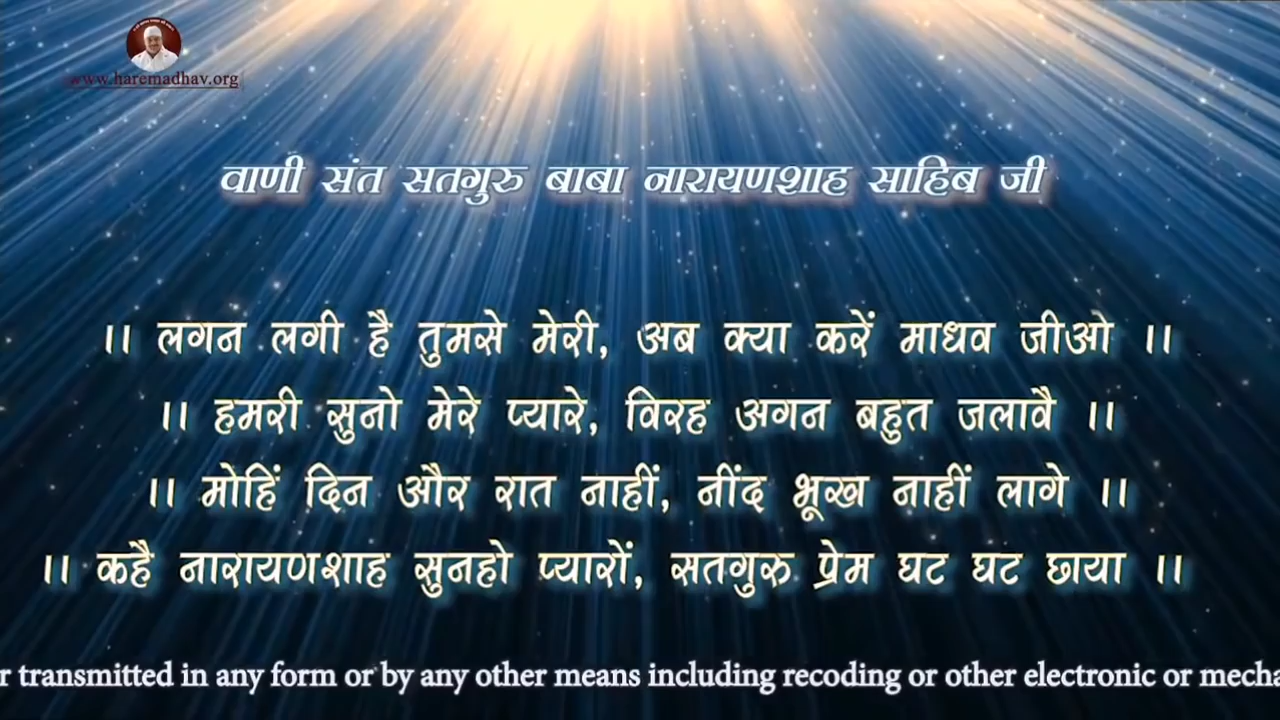 www.haremadhav.org
वाणी संत सतगुरु बाबा नारायणशाह साहिब जी
।। लगन लगी है तुमसे मेरी, अब क्या करें माधव जीओ ।।
।। हमरी सुनो मेरे प्यारे, विरह अगन बहुत जलावै ।।
।। मोहिं दिन और रात नाहीं, नींद भूख नाहीं लागे ।।
।। कहै नारायणशाह सुनहो प्यारों, सतगुरु प्रेम घट घट छाया ।।
r transmitted in any form or by any other means including recoding or other electronic or mecha